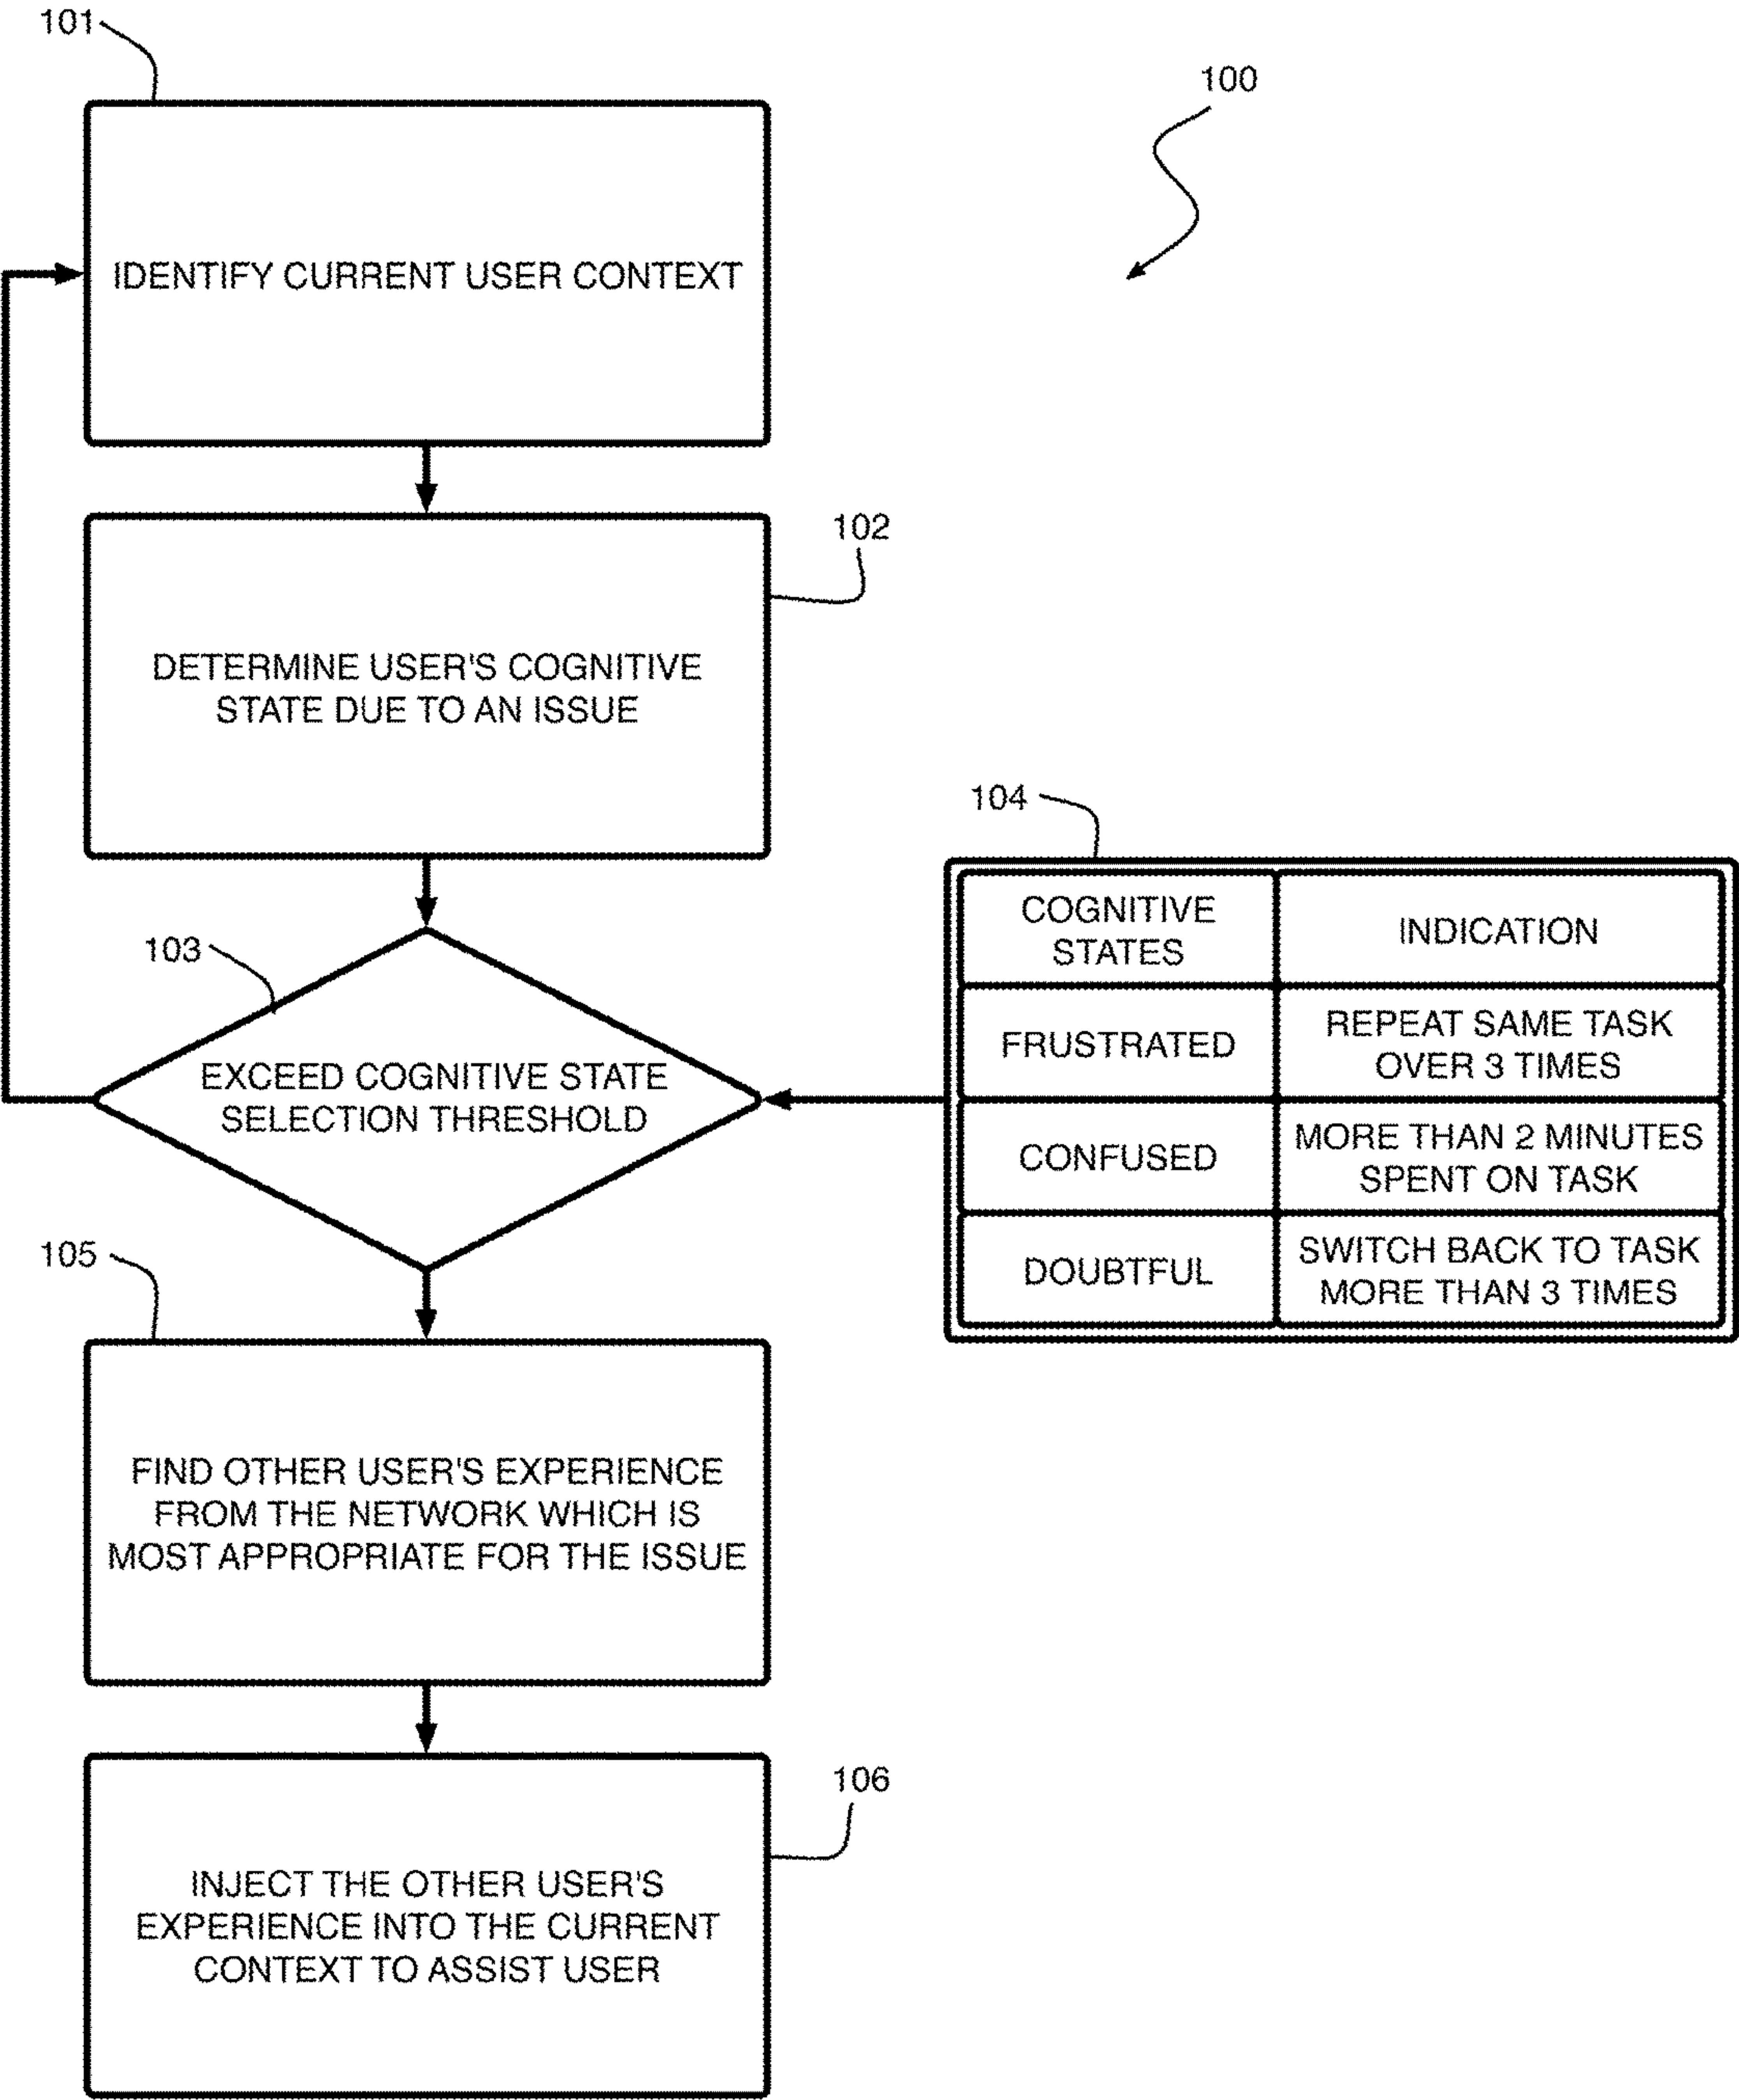 101
100
IDENTIFY CURRENT USER CONTEXT
102
DETERMINE USER'S COGNITIVE
STATE DUE TO AN ISSUE
103
EXCEED COGNITIVE STATE
SELECTION THRESHOLD
104
COGNITIVE
STATES
INDICATION
FRUSTRATED
REPEAT SAME TASK
OVER 3 TIMES
CONFUSED
MORE THAN 2 MINUTES
SPENT ON TASK
DOUBTFUL
SWITCH BACK TO TASK
MORE THAN 3 TIMES
105
FIND OTHER USER'S EXPERIENCE
FROM THE NETWORK WHICH IS
MOST APPROPRIATE FOR THE ISSUE
106
INJECT THE OTHER USER'S
EXPERIENCE INTO THE CURRENT
CONTEXT TO ASSIST USER